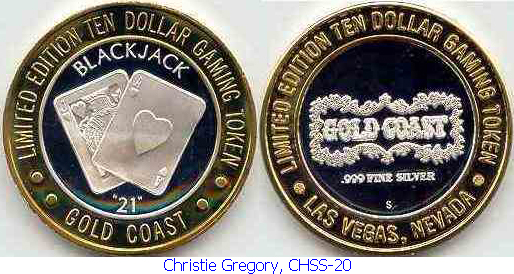 LIMITED EDITION TEN DOLLAR GAMING TOKEN
BLACKJACK
A
"21"
GOLD COAST
LIMITED EDITION TEN DOLLAR GAMING TOKEN
GOLD COAST
.999 FINE SILVER
S
LAS VEGAS, NEVADA
Christie Gregory, CHSS-20